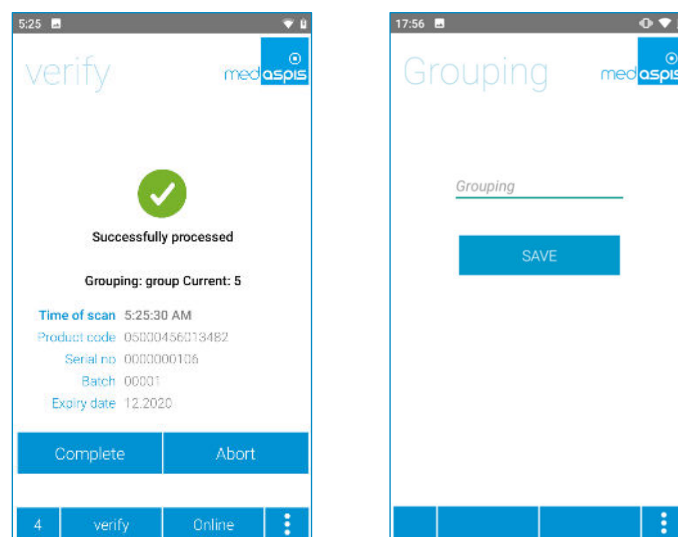 5:25
verify
medaspis
Successfully processed
Grouping: group Current: 5
Time of scan 5:25:30 AM
Product code 05000456013482
Serial no 0000000106
Batch 00001
Expiry date 12.2020
Complete
Abort
4
verify
Online
17:56
Grouping
medaspis
Grouping
SAVE